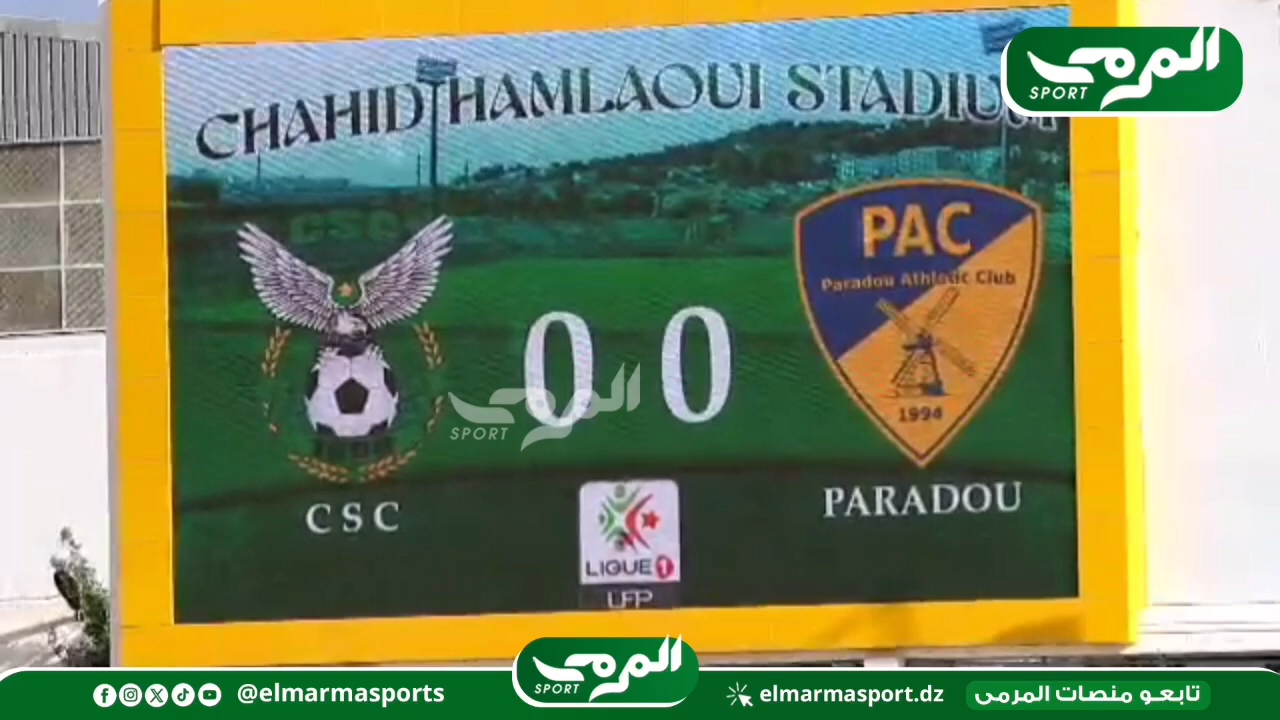 المرمى
SPORT
CHAHID HAMLAOUI STADIUM
CSC
PAC
Paradou Athletic Club
1994
0 0
المرمى
SPORT
CSC
PARADOU
LIGUE 1
LFP
المرمى
SPORT
@elmarmasports
elmarmasport.dz
تابعو منصات المرمى